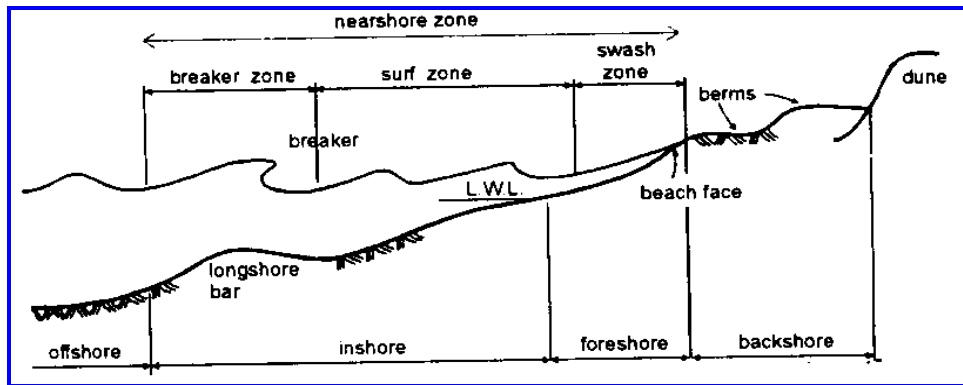 nearshore zone
breaker zone
surf zone
swash
zone
dune
berms
breaker
L.W.L.
beach face
longshore
bar
offshore
inshore
foreshore
backshore